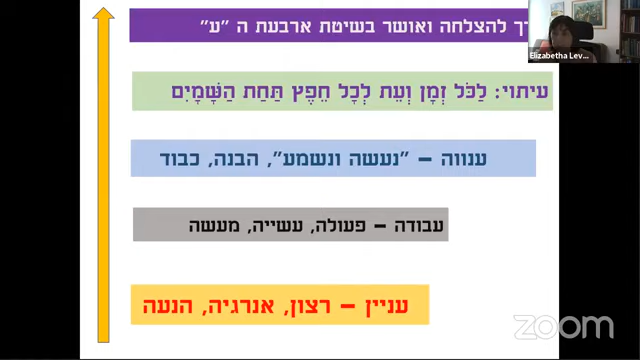 רך להצלחה ואושר בשיטת ארבעת ה "ע"
Elizabetha Lev...
עיתוי: לַכֹּל זְמָן וְעֵת לְכָל חֵפֶץ תַּחַת הַשָּׁמָיִם
ענווה – "נעשה ונשמע", הבנה, כבוד
עבודה – פעולה, עשייה, מעשה
עניין – רצון, אנרגיה, הנעה
zoom